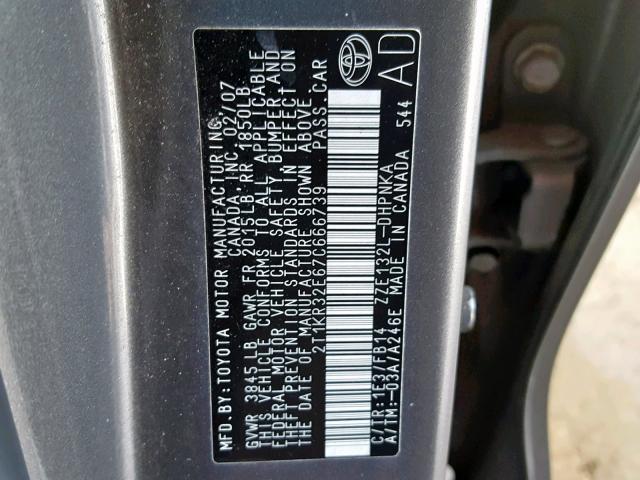 MFD.BY:TOYOTA MOTOR MANUFACTURING
CANADA, INC. 02/07
GVWR 3845LB GAWR FR 2015LB RR 1850LB
THIS VEHICLE CONFORMS TO ALL APPLICABLE
FEDERAL MOTOR VEHICLE SAFETY, BUMPER, AND
THEFT PREVENTION STANDARDS IN EFFECT ON
THE DATE OF MANUFACTURE SHOWN ABOVE.
2T1KR32E67C666739 PASS.CAR
C/TR:1E3/FB14 ZZE132L-DHPNKA
A/TM:-03A/A246E MADE IN CANADA 544
AD